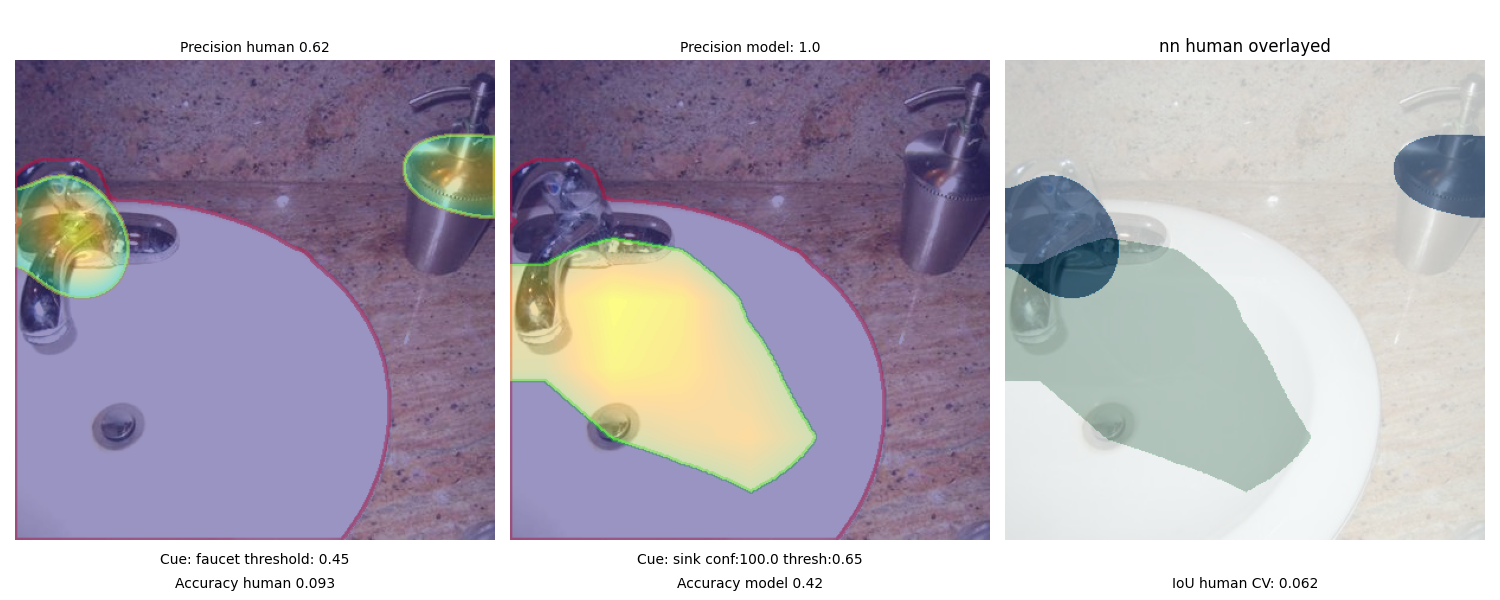 Precision human 0.62
Precision model: 1.0
nn human overlayed
Cue: faucet threshold: 0.45
Cue: sink conf:100.0 thresh:0.65
Accuracy human 0.093
Accuracy model 0.42
IoU human CV: 0.062